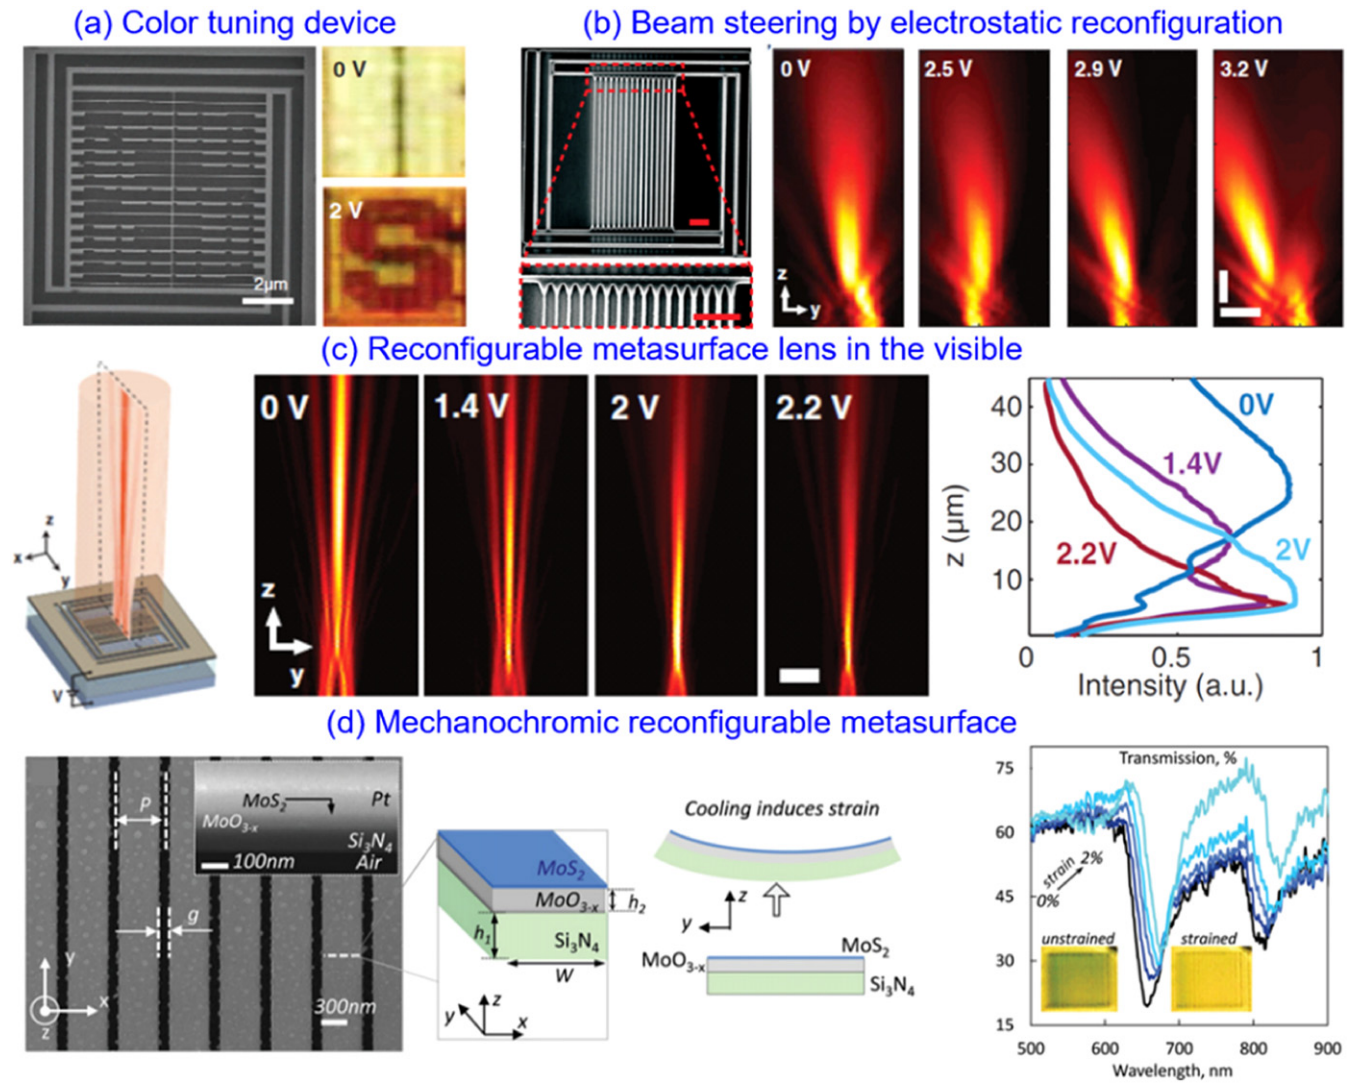 (a) Color tuning device
0 V
2 V
2μm
(b) Beam steering by electrostatic reconfiguration
0 V
2.5 V
2.9 V
3.2 V
z
y
(c) Reconfigurable metasurface lens in the visible
z
x
y
V
0 V
1.4 V
2 V
2.2 V
z
y
z (μm)
40
30
20
10
0V
1.4V
2.2V
2V
0
0.5
1
Intensity (a.u.)
(d) Mechanochromic reconfigurable metasurface
p
g
y
x
z
300nm
MoS2
Pt
MoO3-x
Si3N4
100nm
Air
MoS2
MoO3-x
h2
h1
Si3N4
W
z
y
x
Cooling induces strain
z
y
MoS2
MoO3-x
Si3N4
Transmission, %
75
60
45
30
15
strain 2%
0%
unstrained
strained
500
600
700
800
900
Wavelength, nm